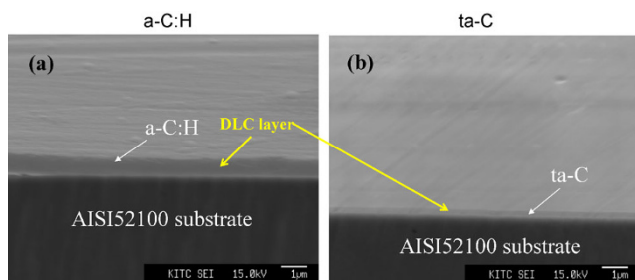 a-C:H
ta-C
(a)
(b)
DLC layer
a-C:H
ta-C
AISI52100 substrate
AISI52100 substrate
KITC SEI 15.0kV 1μm
KITC SEI 15.0kV 1μm